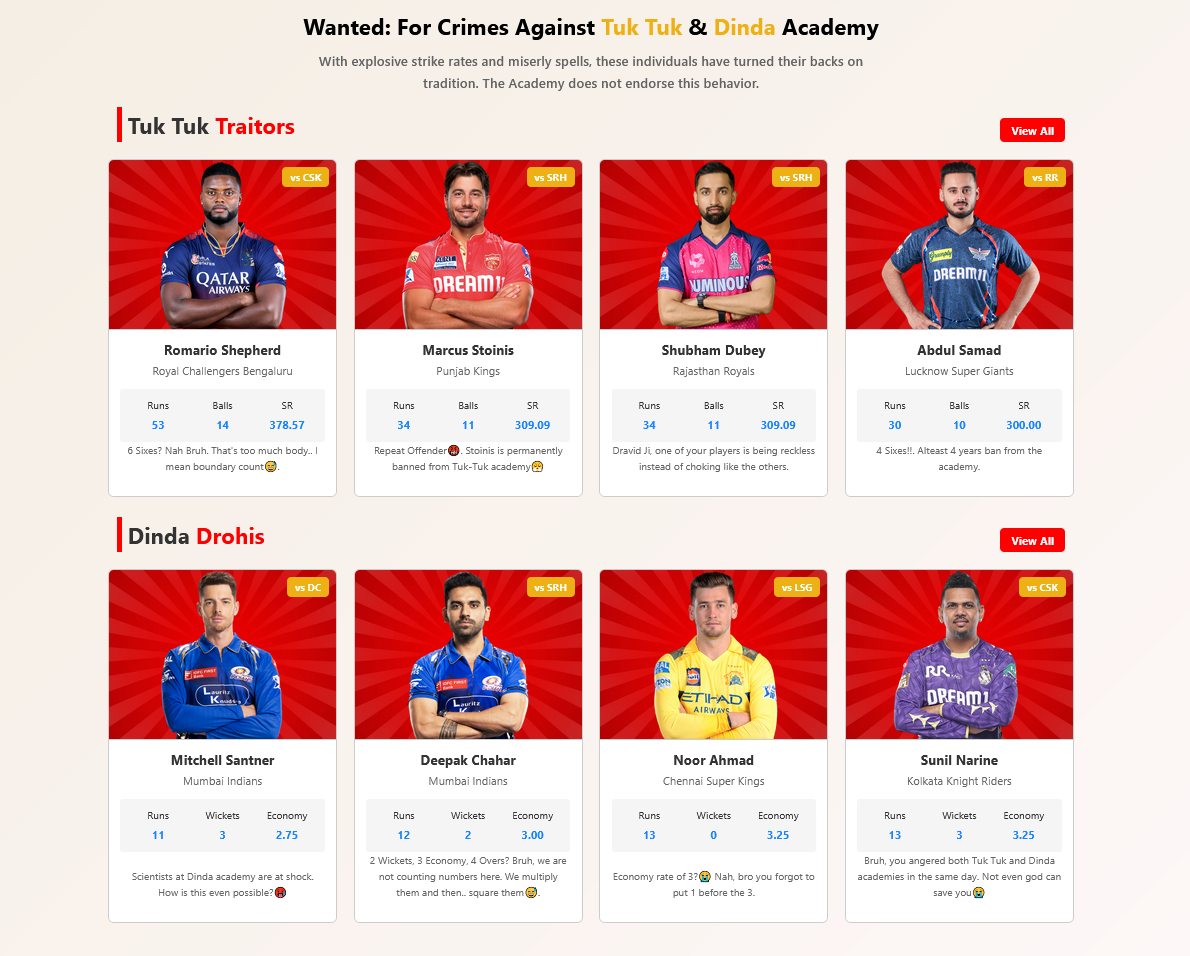 Wanted: For Crimes Against Tuk Tuk & Dinda Academy
With explosive strike rates and miserly spells, these individuals have turned their backs on
tradition. The Academy does not endorse this behavior.
Tuk Tuk Traitors
View All
vs CSK
QATAR
AIRWAYS
Romario Shepherd
Royal Challengers Bengaluru
Runs Balls SR
53 14 378.57
6 Sixes? Nah Bruh. That's too much body.. I
mean boundary count😅.
vs SRH
KENT
DREAM11
Marcus Stoinis
Punjab Kings
Runs Balls SR
34 11 309.09
Repeat Offender😡. Stoinis is permanently
banned from Tuk-Tuk academy😤
vs SRH
LUMINOUS
Shubham Dubey
Rajasthan Royals
Runs Balls SR
34 11 309.09
Dravid Ji, one of your players is being reckless
instead of choking like the others.
vs RR
DREAM11
Abdul Samad
Lucknow Super Giants
Runs Balls SR
30 10 300.00
4 Sixes!!. Alteast 4 years ban from the
academy.
Dinda Drohis
View All
vs DC
IDFC FIRST
Bank
Lauritz
Knudsen
Mitchell Santner
Mumbai Indians
Runs Wickets Economy
11 3 2.75
Scientists at Dinda academy are at shock.
How is this even possible?😡
vs SRH
IDFC FIRST
Bank
Lauritz
Knudsen
Deepak Chahar
Mumbai Indians
Runs Wickets Economy
12 2 3.00
2 Wickets, 3 Economy, 4 Overs? Bruh, we are
not counting numbers here. We multiply
them and then.. square them😅.
vs LSG
ETIHAD
AIRWAYS
Noor Ahmad
Chennai Super Kings
Runs Wickets Economy
13 0 3.25
Economy rate of 3?😭 Nah, bro you forgot to
put 1 before the 3.
vs CSK
RR
DREAM11
Sunil Narine
Kolkata Knight Riders
Runs Wickets Economy
13 3 3.25
Bruh, you angered both Tuk Tuk and Dinda
academies in the same day. Not even god can
save you😭